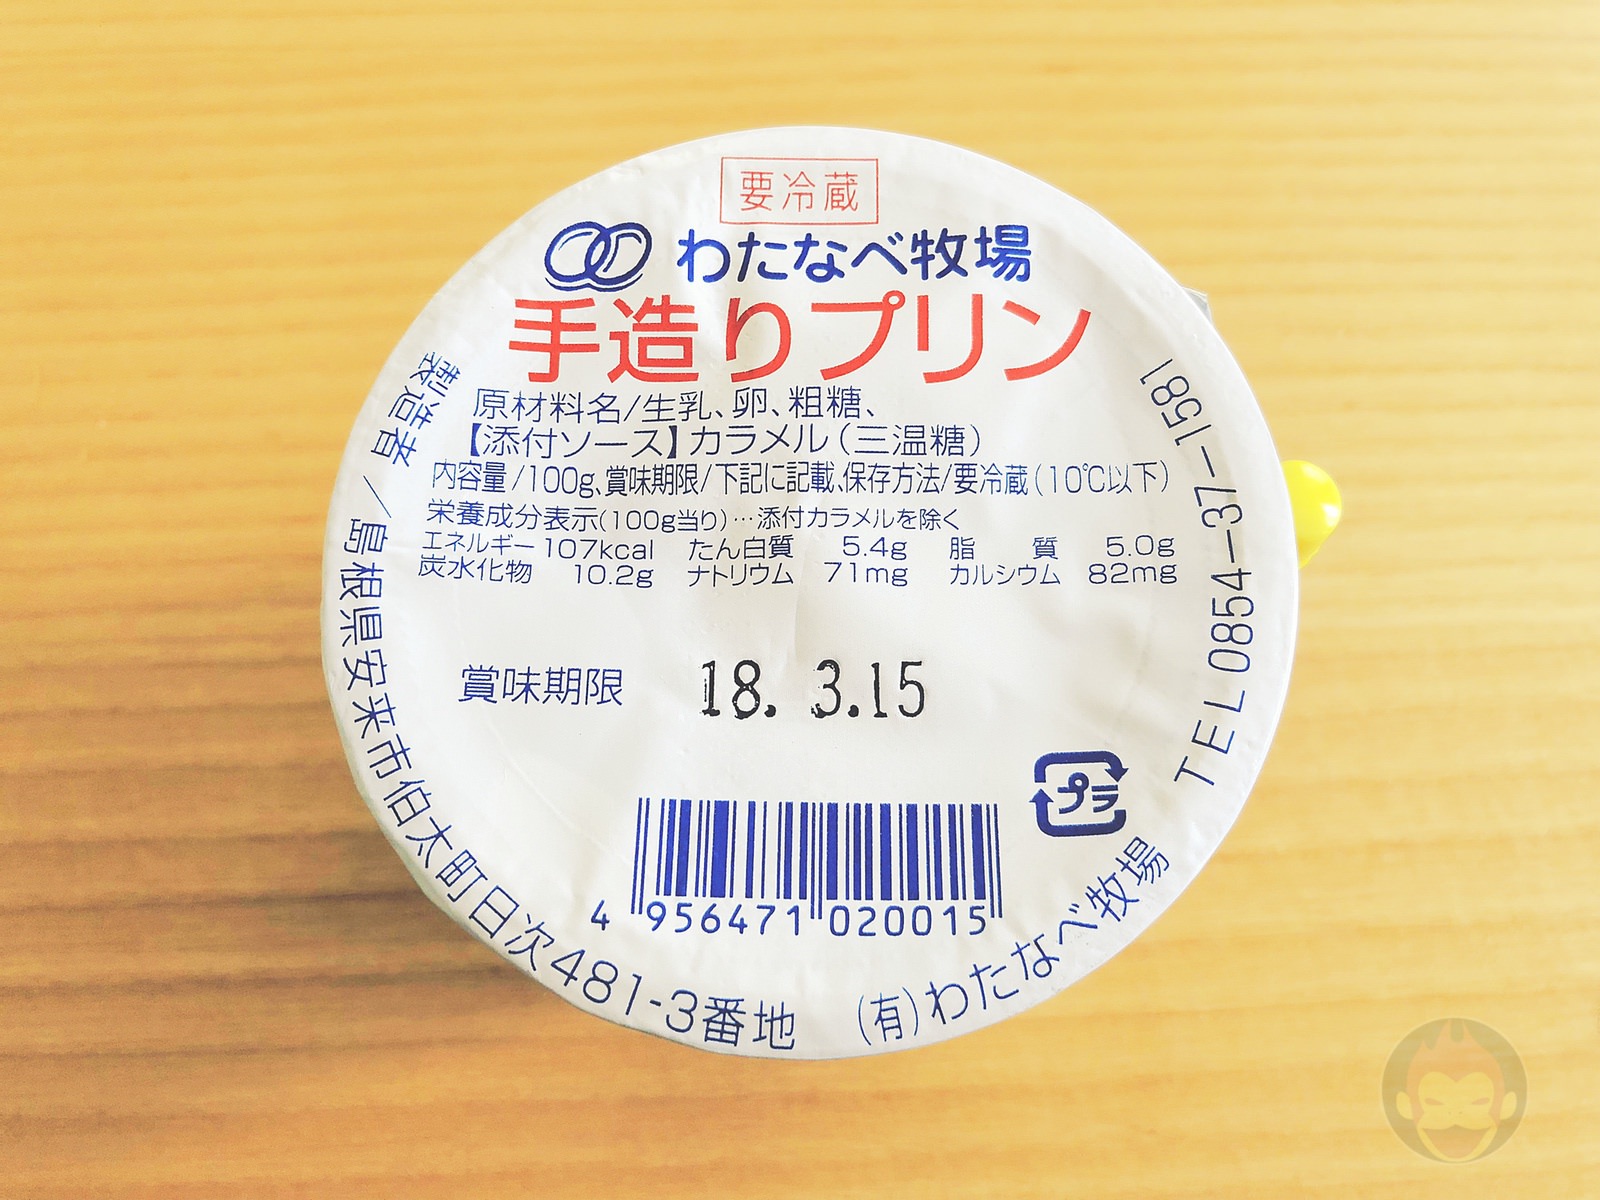 要冷蔵
わたなべ牧場
手造りプリン
原材料名/生乳、卵、粗糖、
【添付ソース】カラメル(三温糖)
内容量/100g、賞味期限/下記に記載、保存方法/要冷蔵(10℃以下)
栄養成分表示(100g当り)…添付カラメルを除く
エネルギー 107kcal たん白質 5.4g 脂質 5.0g
炭水化物 10.2g ナトリウム 71mg カルシウム 82mg
賞味期限 18. 3.15
プラ
4 956471 020015
製造者/島根県安来市伯太町日次481-3番地 (有)わたなべ牧場 TEL0854-37-1581